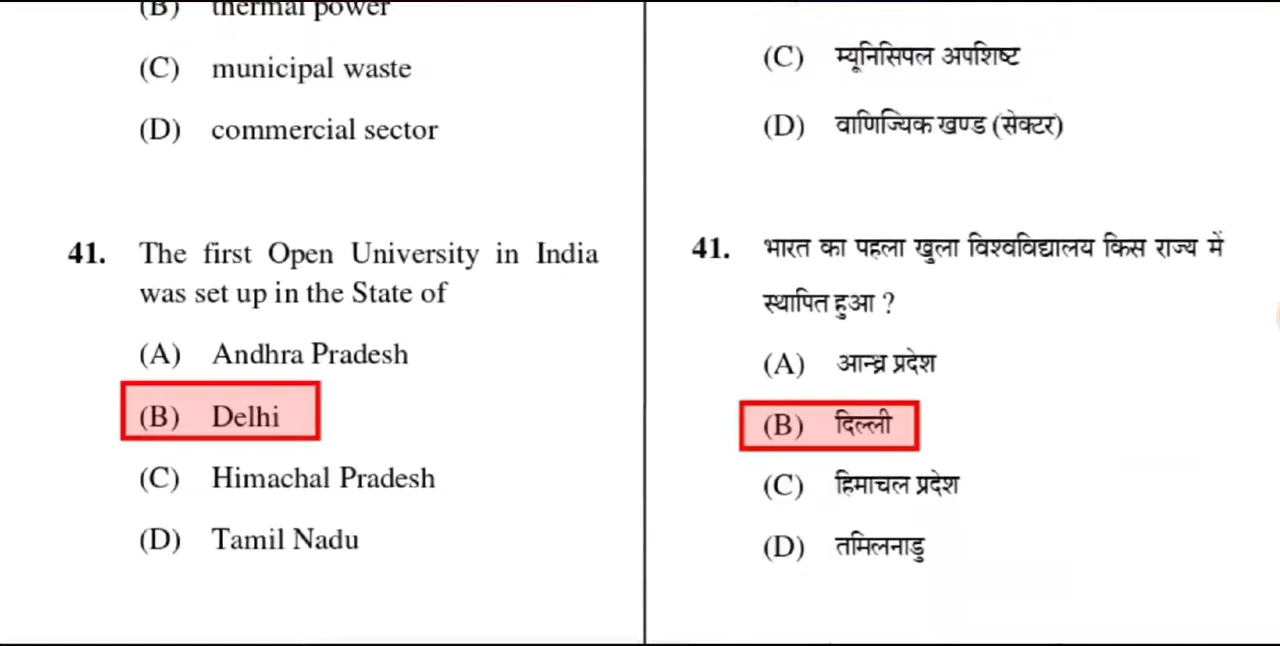 (B) thermal power
(C) municipal waste
(D) commercial sector
41. The first Open University in India
was set up in the State of
(A) Andhra Pradesh
(B) Delhi
(C) Himachal Pradesh
(D) Tamil Nadu
(C) म्यूनिसिपल अपशिष्ट
(D) वाणिज्यिक खण्ड (सेक्टर)
41. भारत का पहला खुला विश्वविद्यालय किस राज्य में
स्थापित हुआ ?
(A) आन्ध्र प्रदेश
(B) दिल्ली
(C) हिमाचल प्रदेश
(D) तमिलनाडु